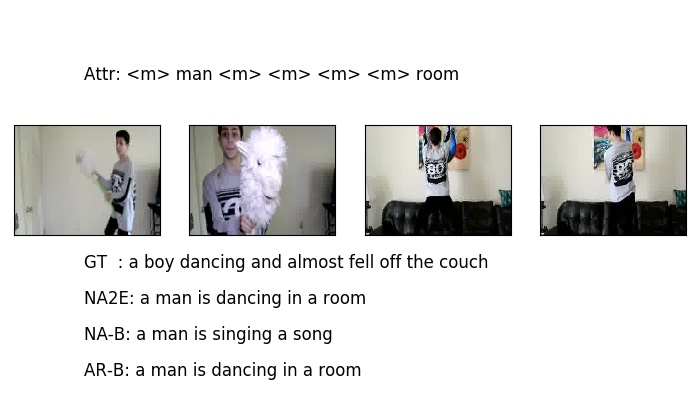 Attr: <m> man <m> <m> <m> <m> room
80
GT : a boy dancing and almost fell off the couch
NA2E: a man is dancing in a room
NA-B: a man is singing a song
AR-B: a man is dancing in a room